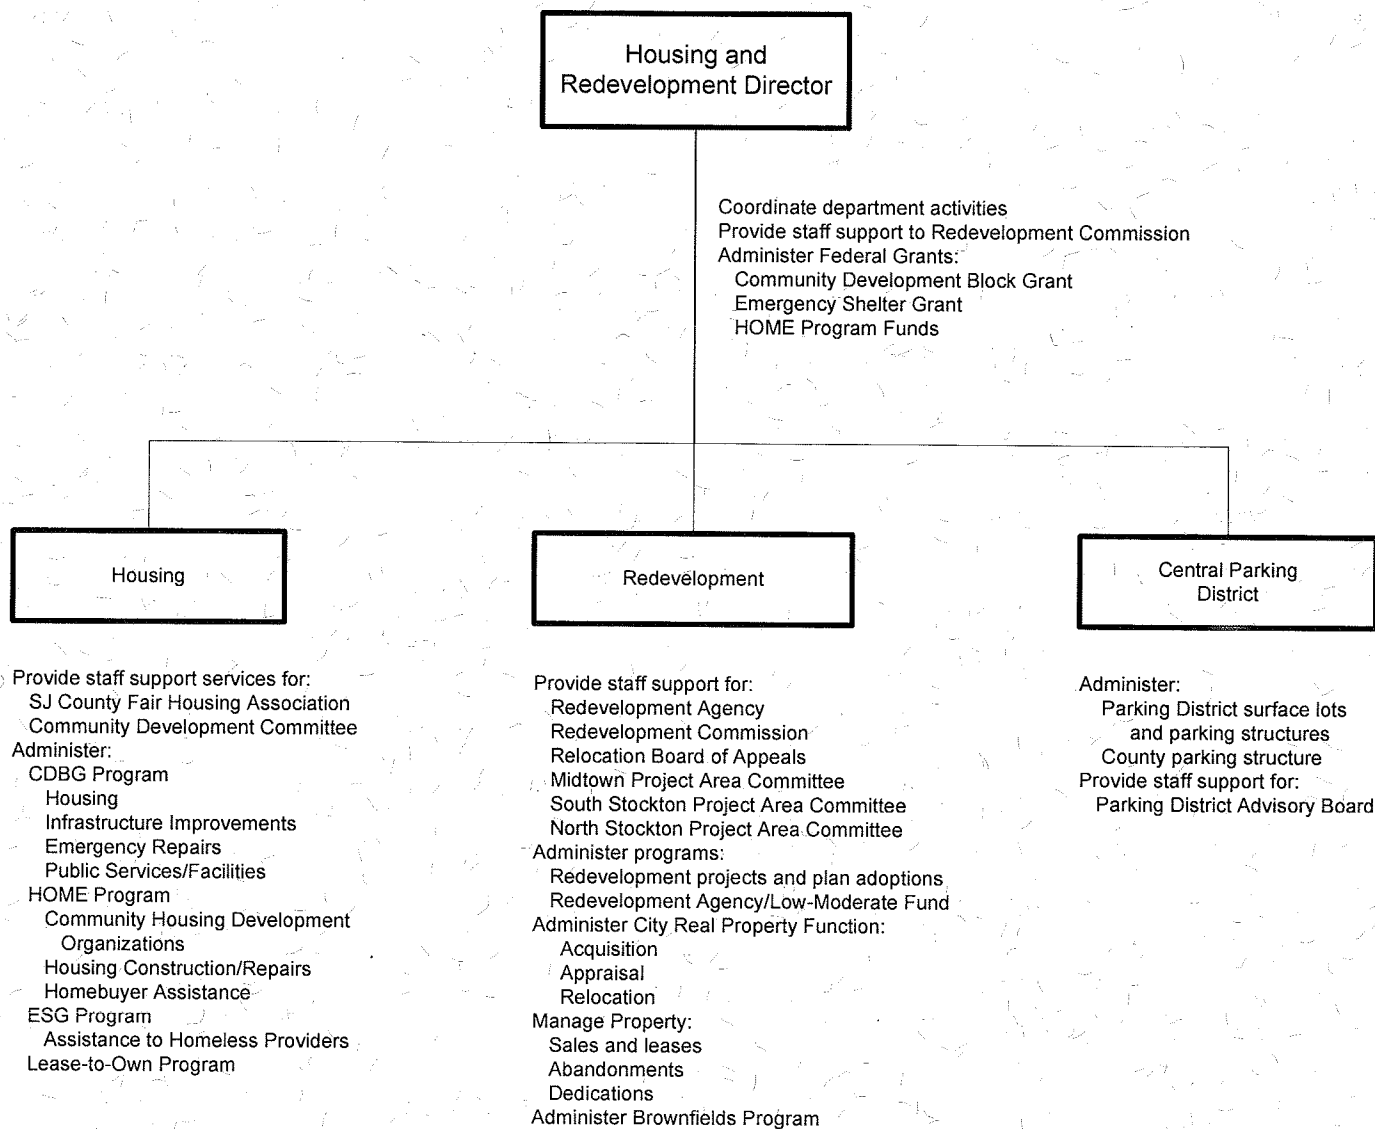 Housing and
Redevelopment Director
Coordinate department activities
Provide staff support to Redevelopment Commission
Administer Federal Grants:
Community Development Block Grant
Emergency Shelter Grant
HOME Program Funds
Housing
Provide staff support services for:
SJ County Fair Housing Association
Community Development Committee
Administer:
CDBG Program
Housing
Infrastructure Improvements
Emergency Repairs
Public Services/Facilities
HOME Program
Community Housing Development
Organizations
Housing Construction/Repairs
Homebuyer Assistance
ESG Program
Assistance to Homeless Providers
Lease-to-Own Program
Redevelopment
Provide staff support for:
Redevelopment Agency
Redevelopment Commission
Relocation Board of Appeals
Midtown Project Area Committee
South Stockton Project Area Committee
North Stockton Project Area Committee
Administer programs:
Redevelopment projects and plan adoptions
Redevelopment Agency/Low-Moderate Fund
Administer City Real Property Function:
Acquisition
Appraisal
Relocation
Manage Property:
Sales and leases
Abandonments
Dedications
Administer Brownfields Program
Central Parking
District
Administer:
Parking District surface lots
and parking structures
County parking structure
Provide staff support for:
Parking District Advisory Board